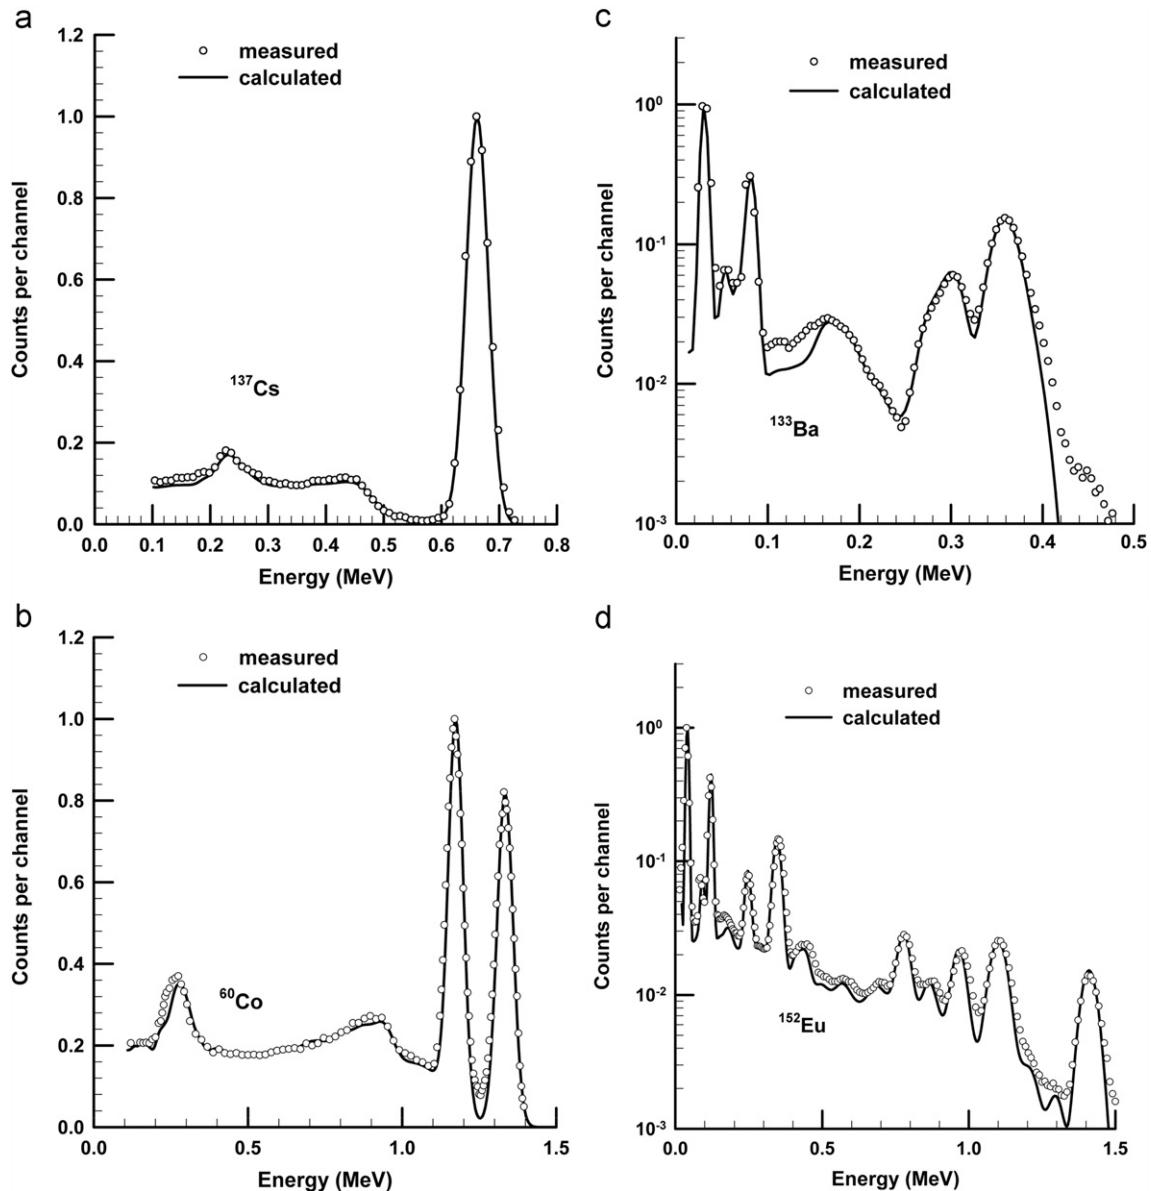 a
1.2
1.0
0.8
0.6
0.4
0.2
0.0
Counts per channel
measured
calculated
¹³⁷Cs
0.0 0.1 0.2 0.3 0.4 0.5 0.6 0.7 0.8
Energy (MeV)
c
10⁰
10⁻¹
10⁻²
10⁻³
Counts per channel
measured
calculated
¹³³Ba
0.0 0.1 0.2 0.3 0.4 0.5
Energy (MeV)
b
1.2
1.0
0.8
0.6
0.4
0.2
0.0
Counts per channel
measured
calculated
⁶⁰Co
0.0 0.5 1.0 1.5
Energy (MeV)
d
10⁰
10⁻¹
10⁻²
10⁻³
Counts per channel
measured
calculated
¹⁵²Eu
0.0 0.5 1.0 1.5
Energy (MeV)